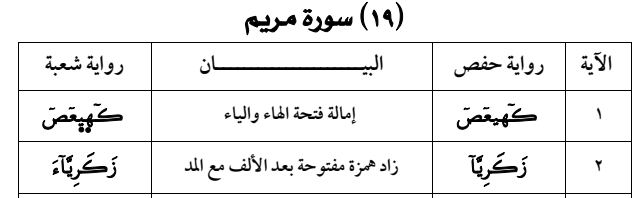 (١٩) سورة مريم
الآية رواية حفص البيــــــــــــــــان رواية شعبة
١ كٓهيعٓصٓ إمالة فتحة الهاء والياء كٓهيعٓصٓ
٢ زَكَرِيَّآ زاد همزة مفتوحة بعد الألف مع المد زَكَرِيَّآءَ